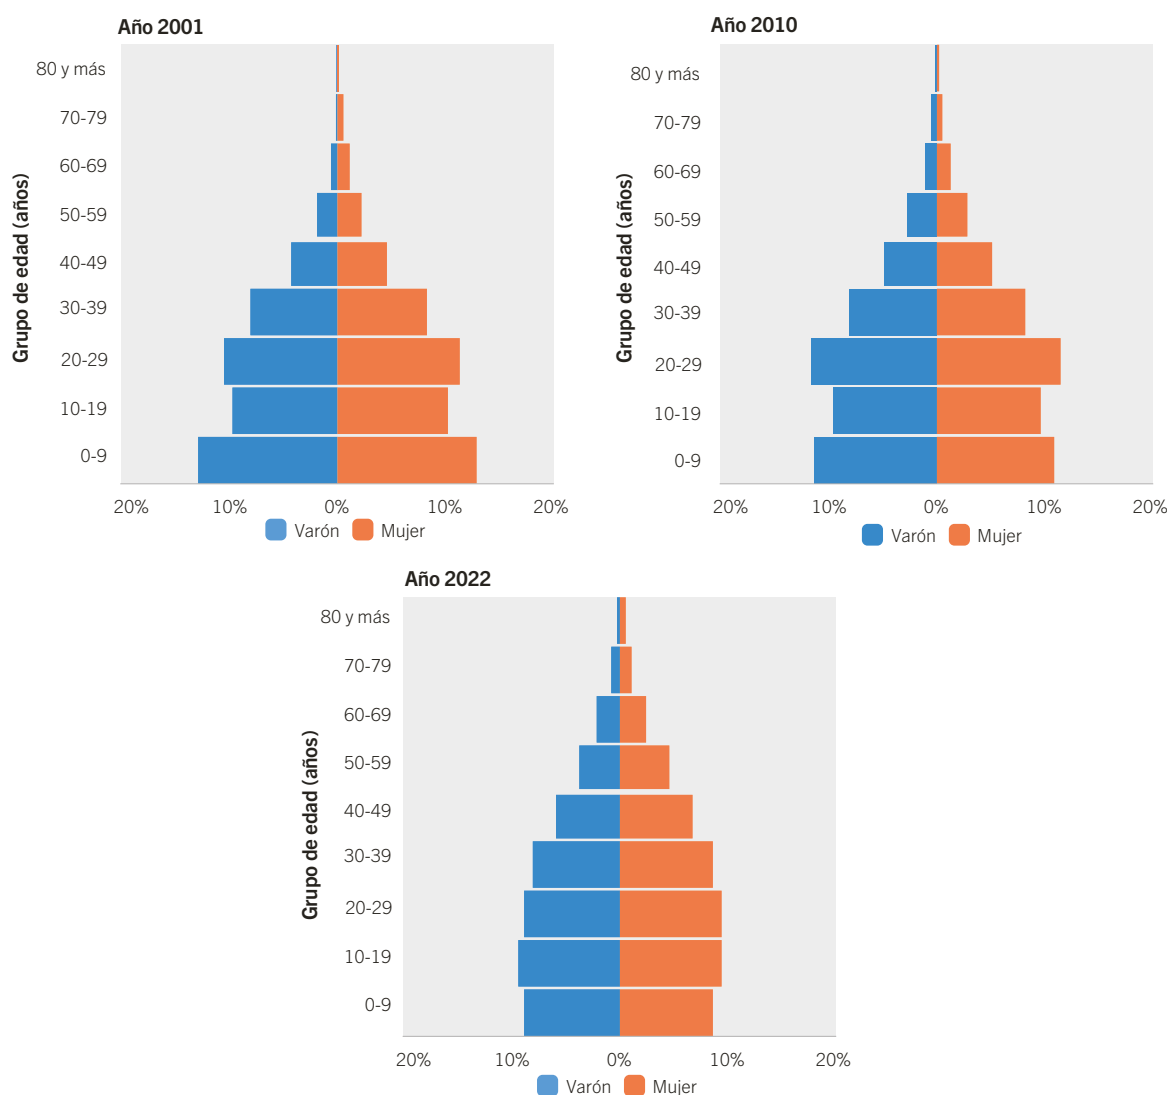 Año 2001
Grupo de edad (años)
80 y más
70-79
60-69
50-59
40-49
30-39
20-29
10-19
0-9
20% 10% 0% 10% 20%
Varón Mujer
Año 2010
Grupo de edad (años)
80 y más
70-79
60-69
50-59
40-49
30-39
20-29
10-19
0-9
20% 10% 0% 10% 20%
Varón Mujer
Año 2022
Grupo de edad (años)
80 y más
70-79
60-69
50-59
40-49
30-39
20-29
10-19
0-9
20% 10% 0% 10% 20%
Varón Mujer